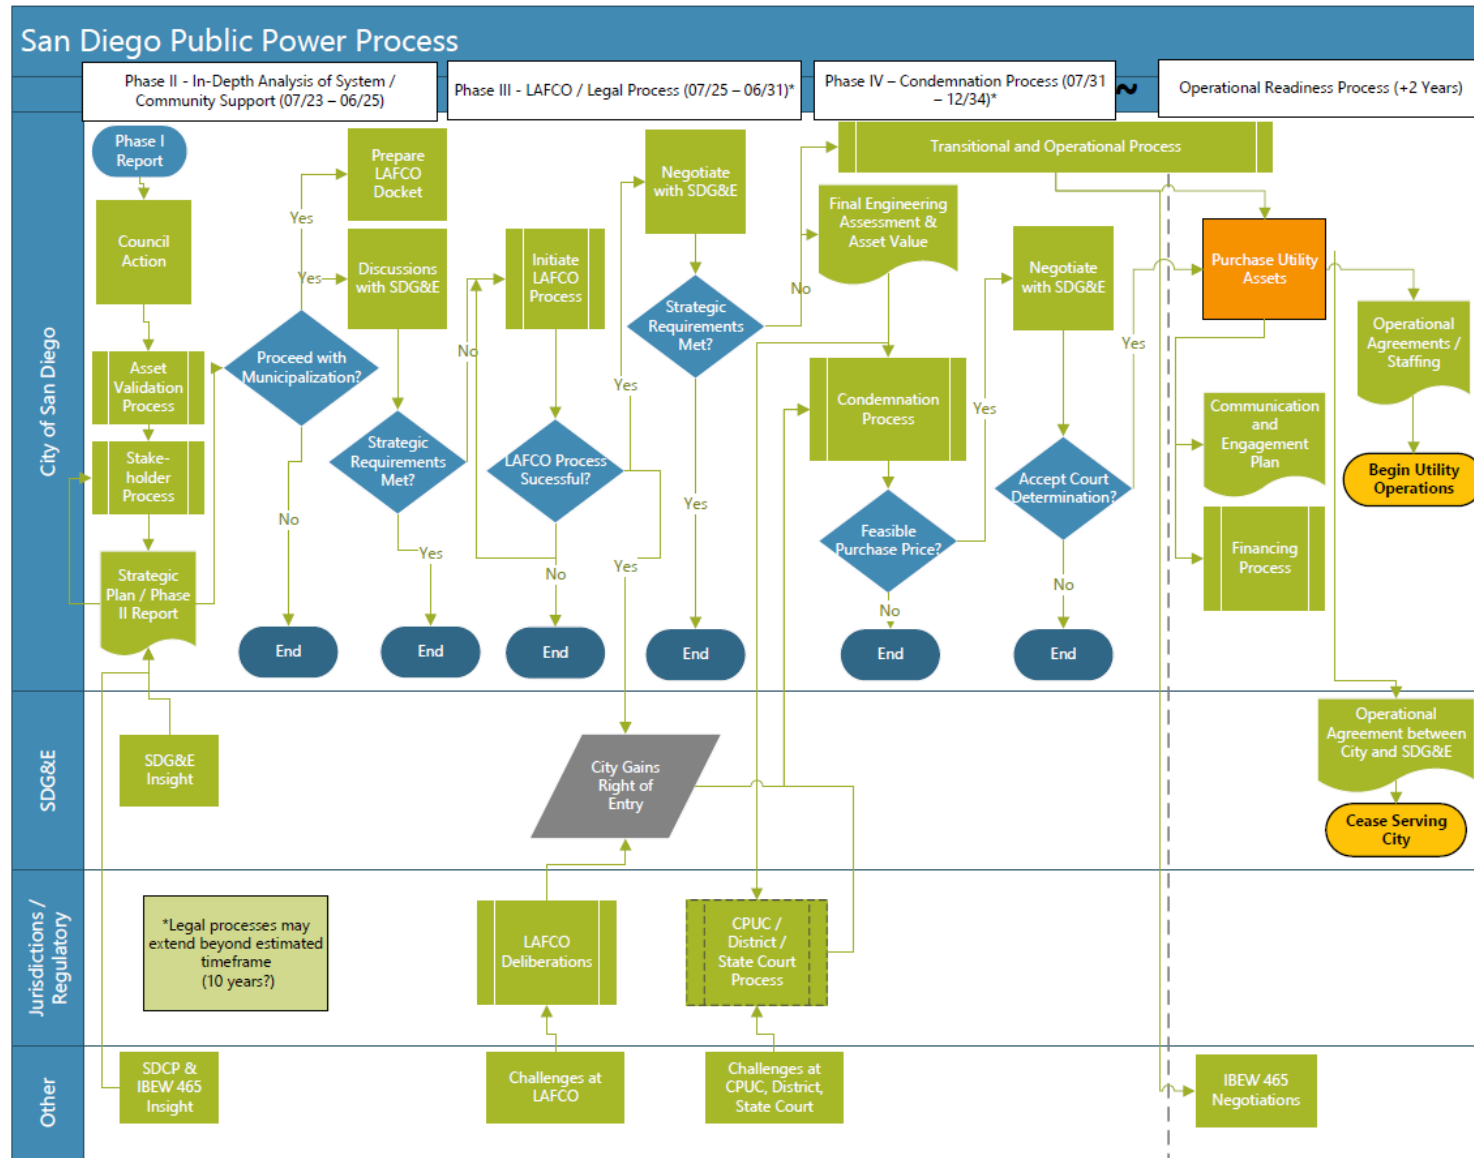 San Diego Public Power Process
Phase II - In-Depth Analysis of System /
Community Support (07/23 – 06/25)
Phase III - LAFCO / Legal Process (07/25 – 06/31)*
Phase IV – Condemnation Process (07/31
– 12/34)*
~
Operational Readiness Process (+2 Years)
City of San Diego
Phase I
Report
Council
Action
Asset
Validation
Process
Stake-
holder
Process
Strategic
Plan / Phase
II Report
Proceed with
Municipalization?
Yes
Yes
No
End
Prepare
LAFCO
Docket
Discussions
with SDG&E
Strategic
Requirements
Met?
No
Yes
End
Initiate
LAFCO
Process
LAFCO Process
Sucessful?
No
End
Yes
Yes
Negotiate
with SDG&E
Strategic
Requirements
Met?
No
Yes
End
Transitional and Operational Process
Final Engineering
Assessment &
Asset Value
Condemnation
Process
Feasible
Purchase Price?
Yes
No
End
Negotiate
with SDG&E
Accept Court
Determination?
Yes
No
End
Purchase Utility
Assets
Communication
and
Engagement
Plan
Financing
Process
Operational
Agreements /
Staffing
Begin Utility
Operations
SDG&E
SDG&E
Insight
City Gains
Right of
Entry
Operational
Agreement between
City and SDG&E
Cease Serving
City
Jurisdictions /
Regulatory
*Legal processes may
extend beyond estimated
timeframe
(10 years?)
LAFCO
Deliberations
CPUC /
District /
State Court
Process
Other
SDCP &
IBEW 465
Insight
Challenges at
LAFCO
Challenges at
CPUC, District,
State Court
IBEW 465
Negotiations